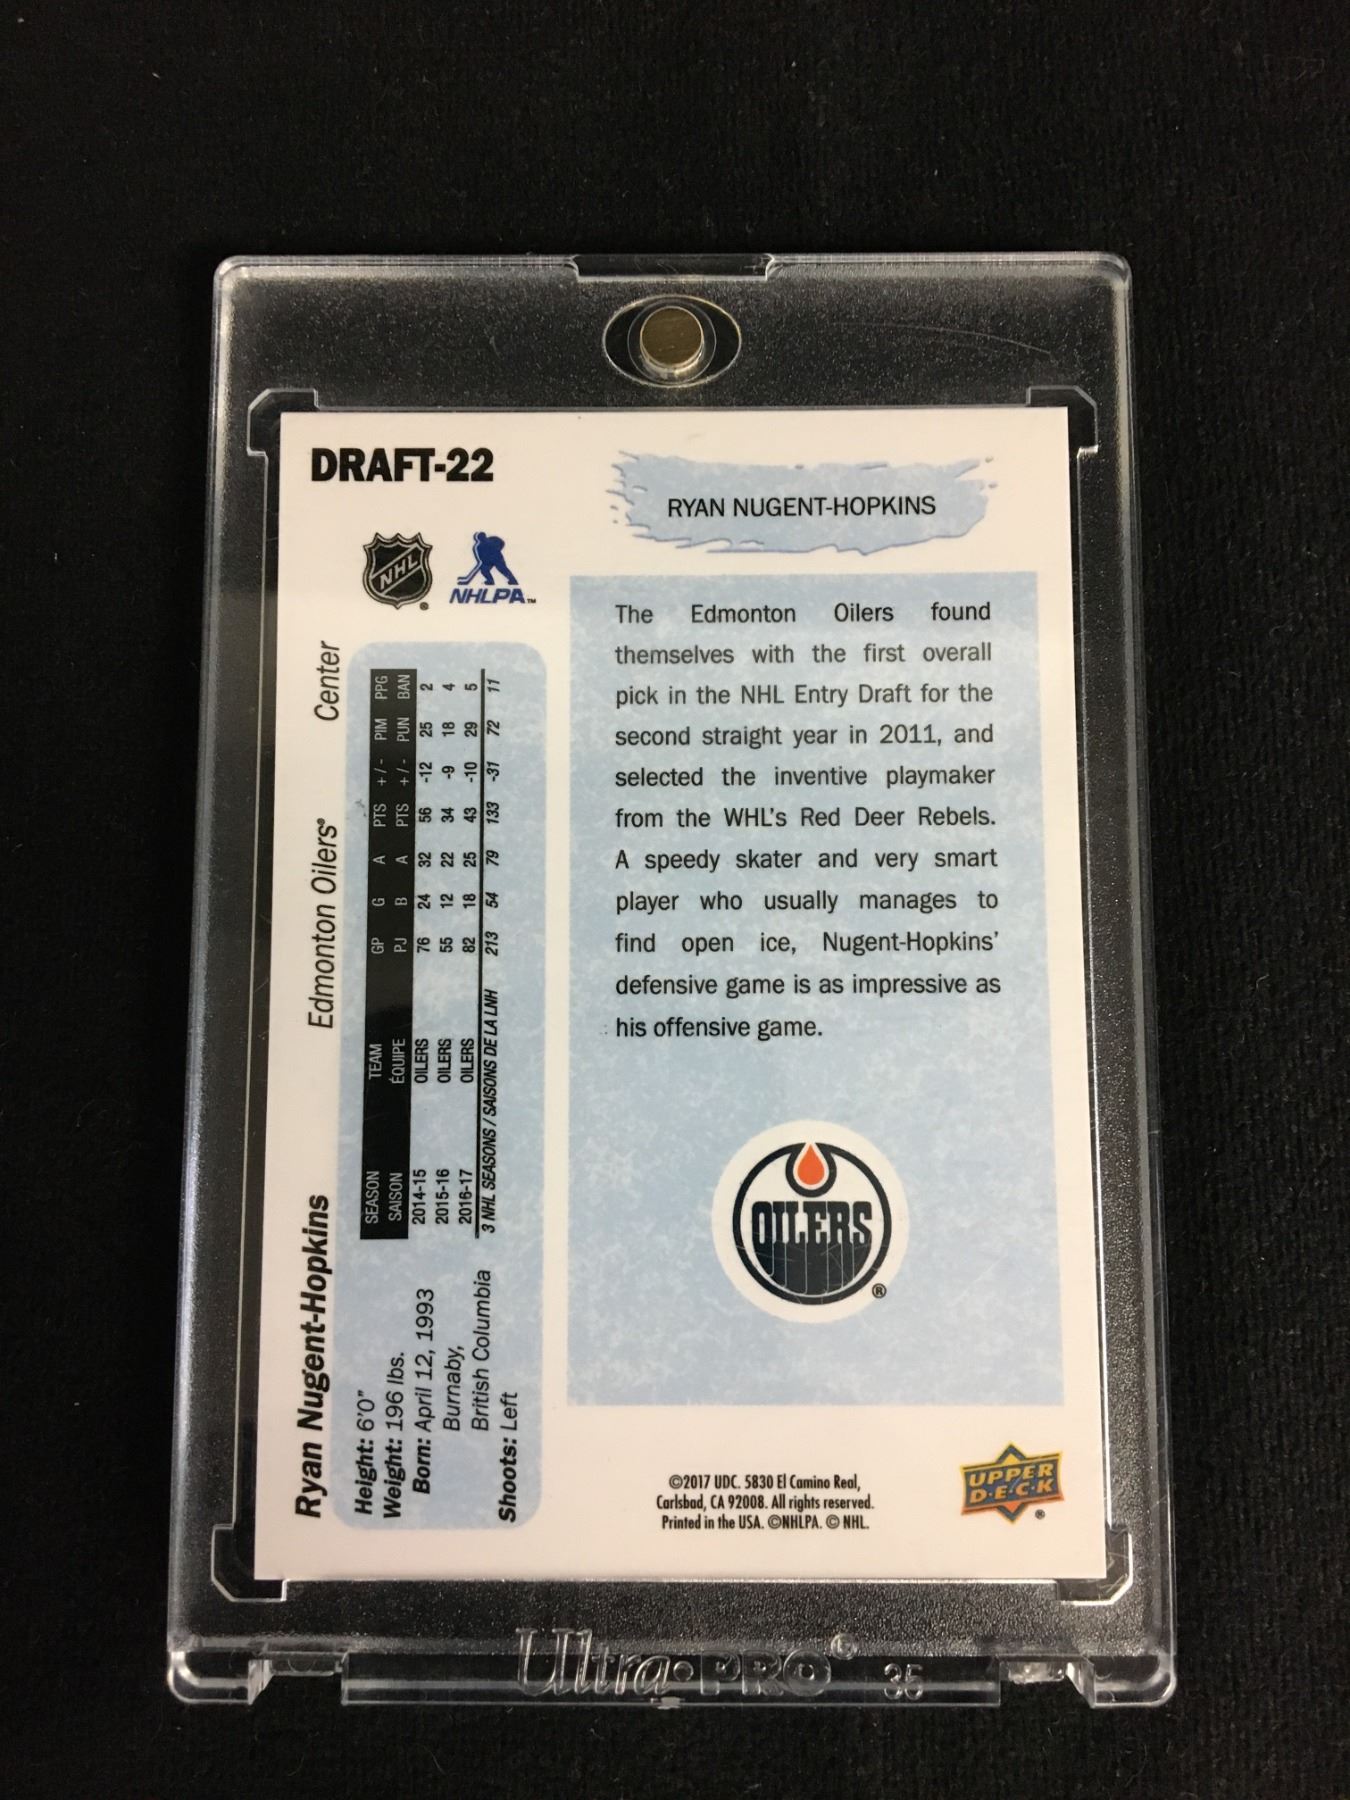 DRAFT-22
NHL
®
NHLPA™
RYAN NUGENT-HOPKINS
The Edmonton Oilers found
themselves with the first overall
pick in the NHL Entry Draft for the
second straight year in 2011, and
selected the inventive playmaker
from the WHL's Red Deer Rebels.
A speedy skater and very smart
player who usually manages to
find open ice, Nugent-Hopkins'
defensive game is as impressive as
his offensive game.
OILERS
®
Ryan Nugent-Hopkins Edmonton Oilers® Center
Height: 6'0"
Weight: 196 lbs.
Born: April 12, 1993
Burnaby,
British Columbia
Shoots: Left
SEASON TEAM GP G A PTS +/- PIM PPG
SAISON ÉQUIPE PJ B A PTS +/- PUN BAN
2014-15 OILERS 76 24 32 56 -12 25 2
2015-16 OILERS 55 12 22 34 -9 18 4
2016-17 OILERS 82 18 25 43 -10 29 5
3 NHL SEASONS / SAISONS DE LA LNH 213 54 79 133 -31 72 11
©2017 UDC. 5830 El Camino Real,
Carlsbad, CA 92008. All rights reserved.
Printed in the USA. ©NHLPA. © NHL.
UPPER
D·E·C·K
®
Ultra·PRO® 35